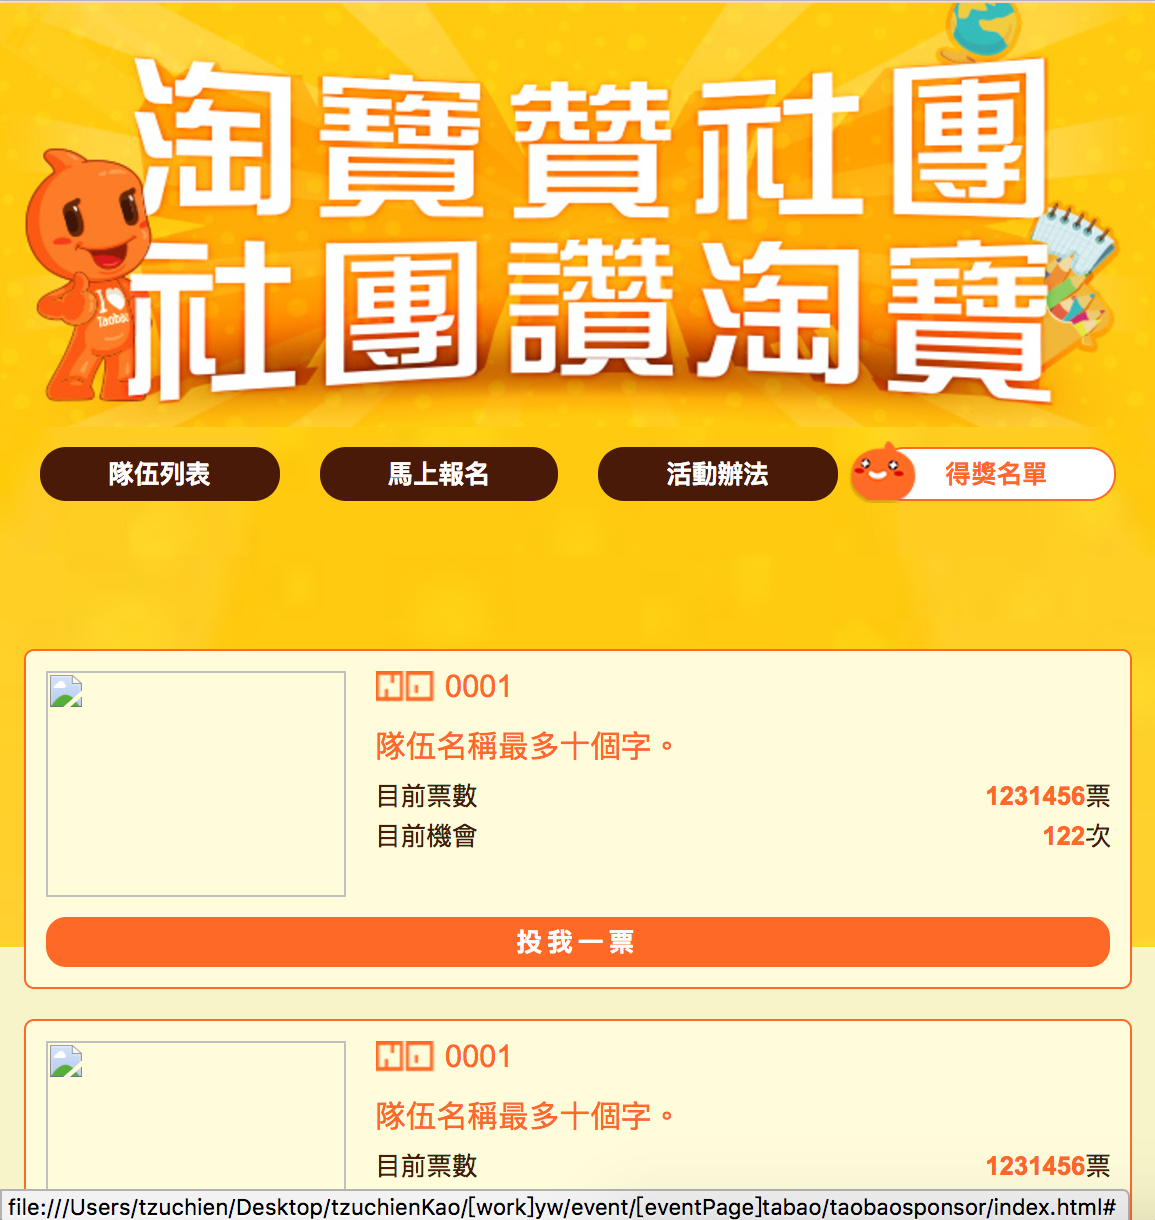 淘寶贊社團
社團讚淘寶
I
Taobao
隊伍列表
馬上報名
活動辦法
得獎名單
NO 0001
隊伍名稱最多十個字。
目前票數 1231456票
目前機會 122次
投我一票
NO 0001
隊伍名稱最多十個字。
目前票數 1231456票
file:///Users/tzuchien/Desktop/tzuchienKao/[work]yw/event/[eventPage]tabao/taobaosponsor/index.html#